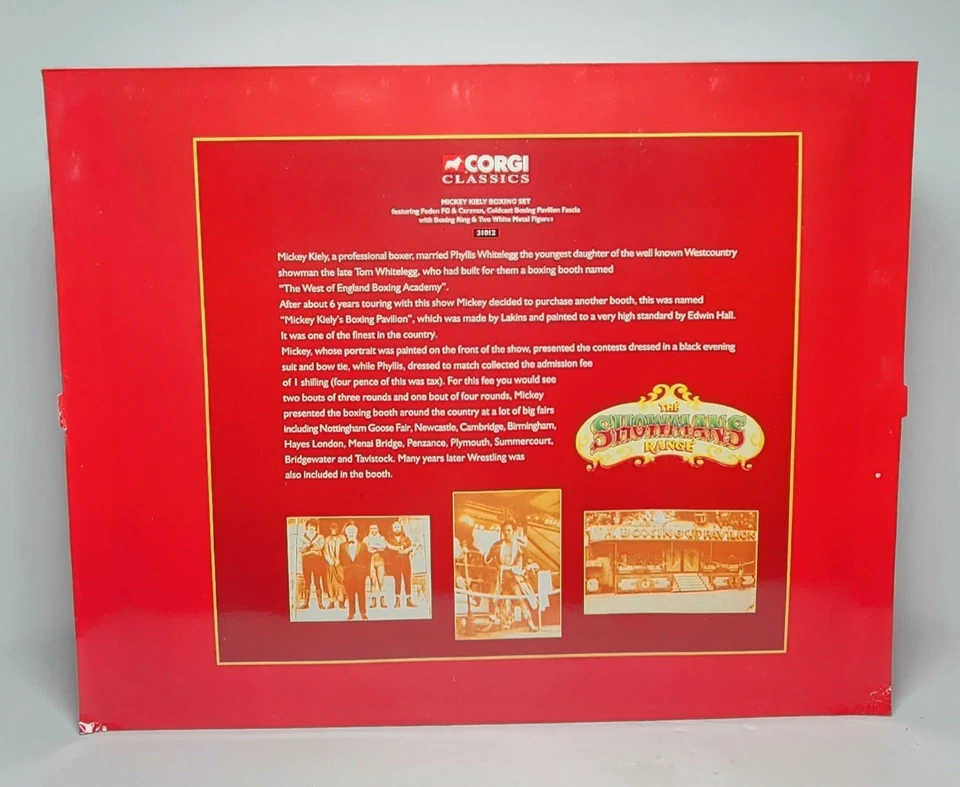 CORGI
CLASSICS
MICKEY KIELY BOXING SET
featuring Foden FG & Caravan, Coldcast Boxing Pavilion Fascia
with Boxing Ring & Two White Metal Figures
31012
Mickey Kiely, a professional boxer, married Phyllis Whitelegg the youngest daughter of the well known Westcountry
showman the late Tom Whitelegg, who had built for them a boxing booth named
"The West of England Boxing Academy".
After about 6 years touring with this show Mickey decided to purchase another booth, this was named
"Mickey Kiely's Boxing Pavilion", which was made by Lakins and painted to a very high standard by Edwin Hall.
It was one of the finest in the country.
Mickey, whose portrait was painted on the front of the show, presented the contests dressed in a black evening
suit and bow tie, while Phyllis, dressed to match collected the admission fee
of 1 shilling (four pence of this was tax). For this fee you would see
two bouts of three rounds and one bout of four rounds, Mickey
presented the boxing booth around the country at a lot of big fairs
including Nottingham Goose Fair, Newcastle, Cambridge, Birmingham,
Hayes London, Menai Bridge, Penzance, Plymouth, Summercourt,
Bridgewater and Tavistock. Many years later Wrestling was
also included in the booth.
THE
SHOWMANS
RANGE
BOXING PAVILION